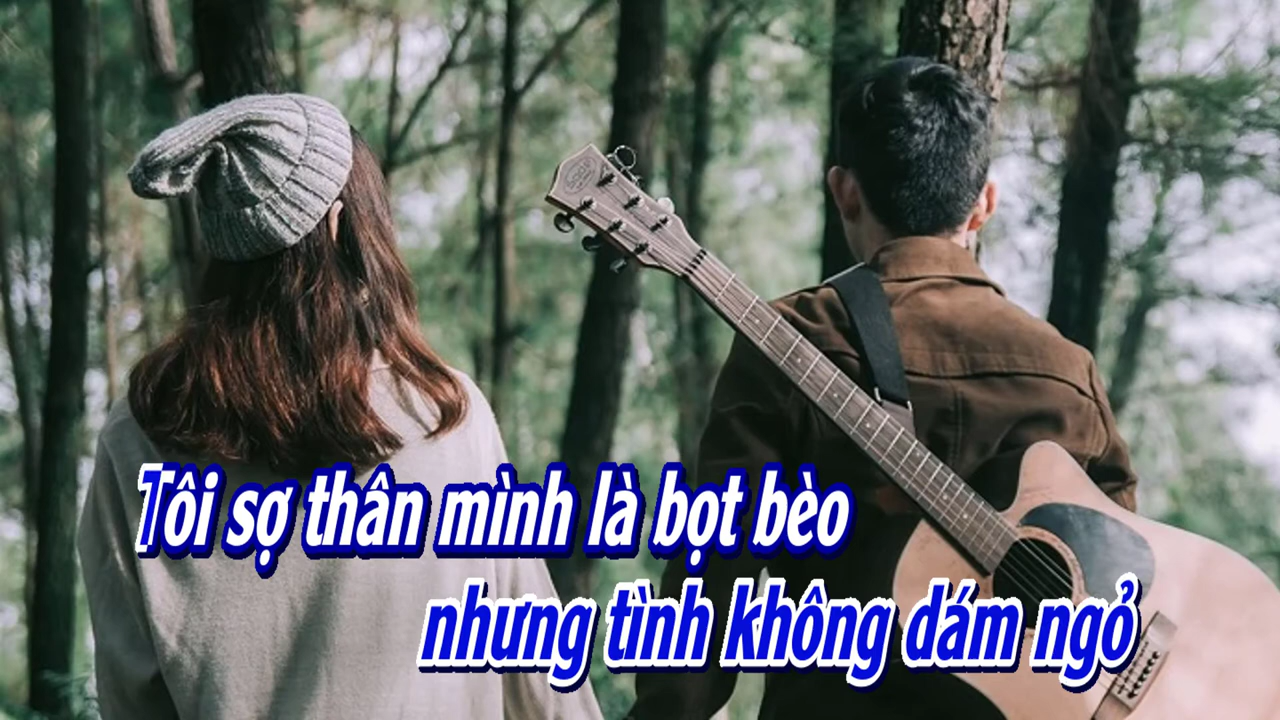 Tôi sợ thân mình là bọt bèo
nhưng tình không dám ngỏ